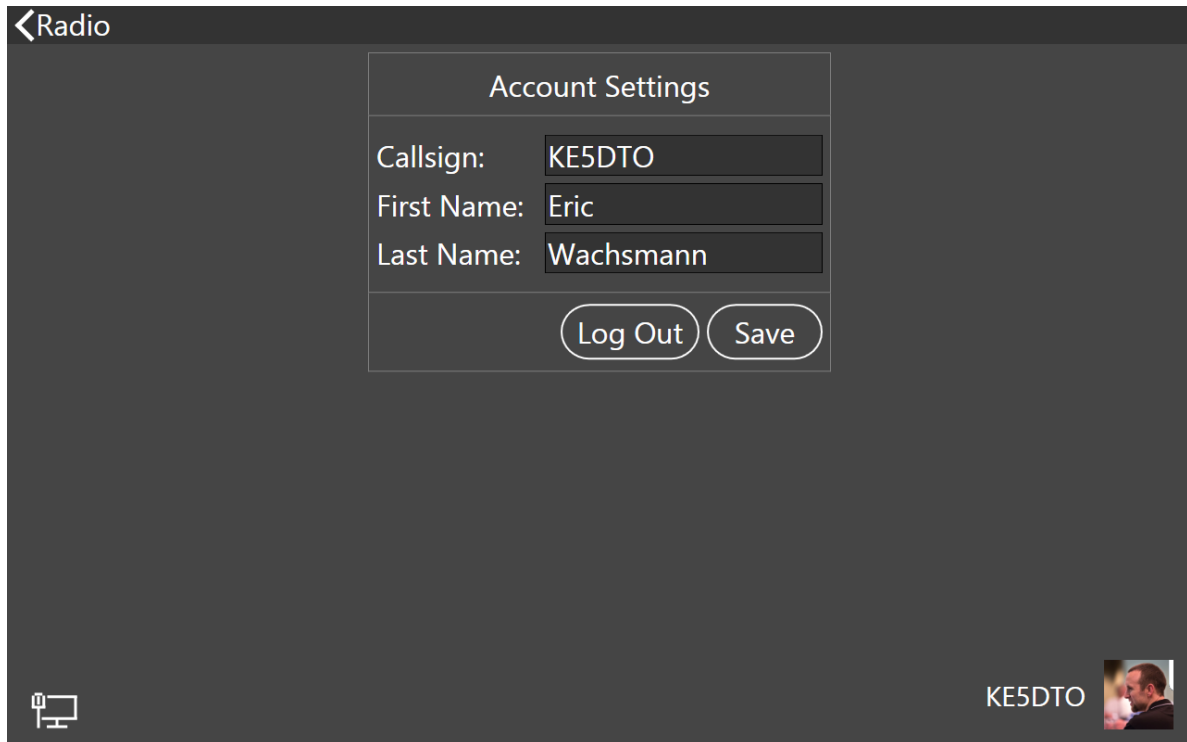 Radio
Account Settings
Callsign: KE5DTO
First Name: Eric
Last Name: Wachsmann
Log Out Save
KE5DTO